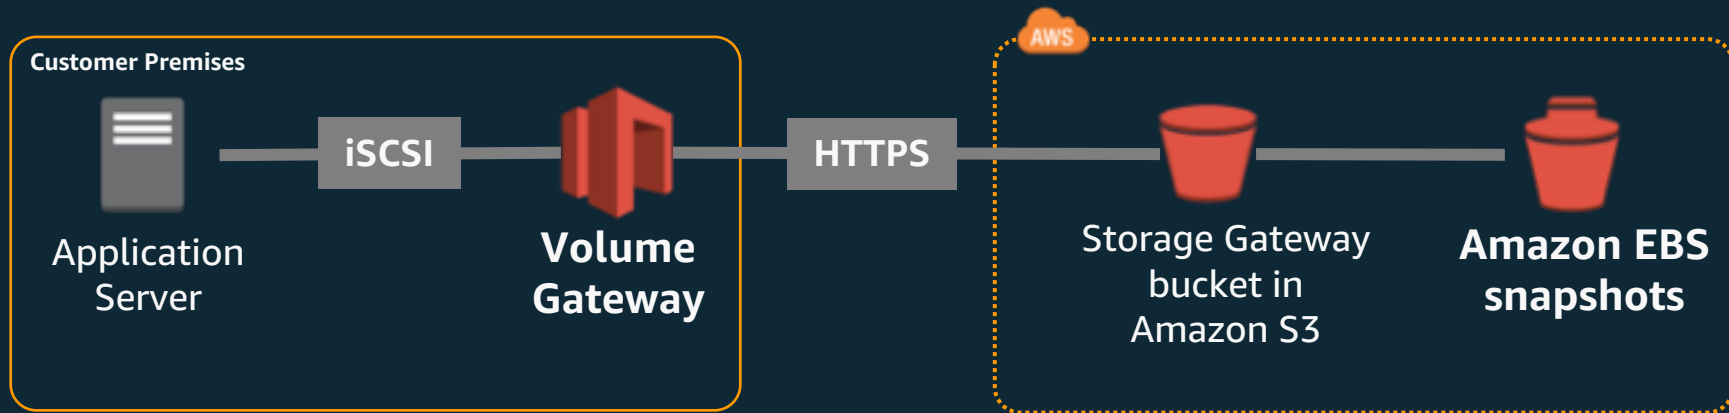 AWS
Customer Premises
iSCSI
HTTPS
Application
Server
Volume
Gateway
Storage Gateway
bucket in
Amazon S3
Amazon EBS
snapshots